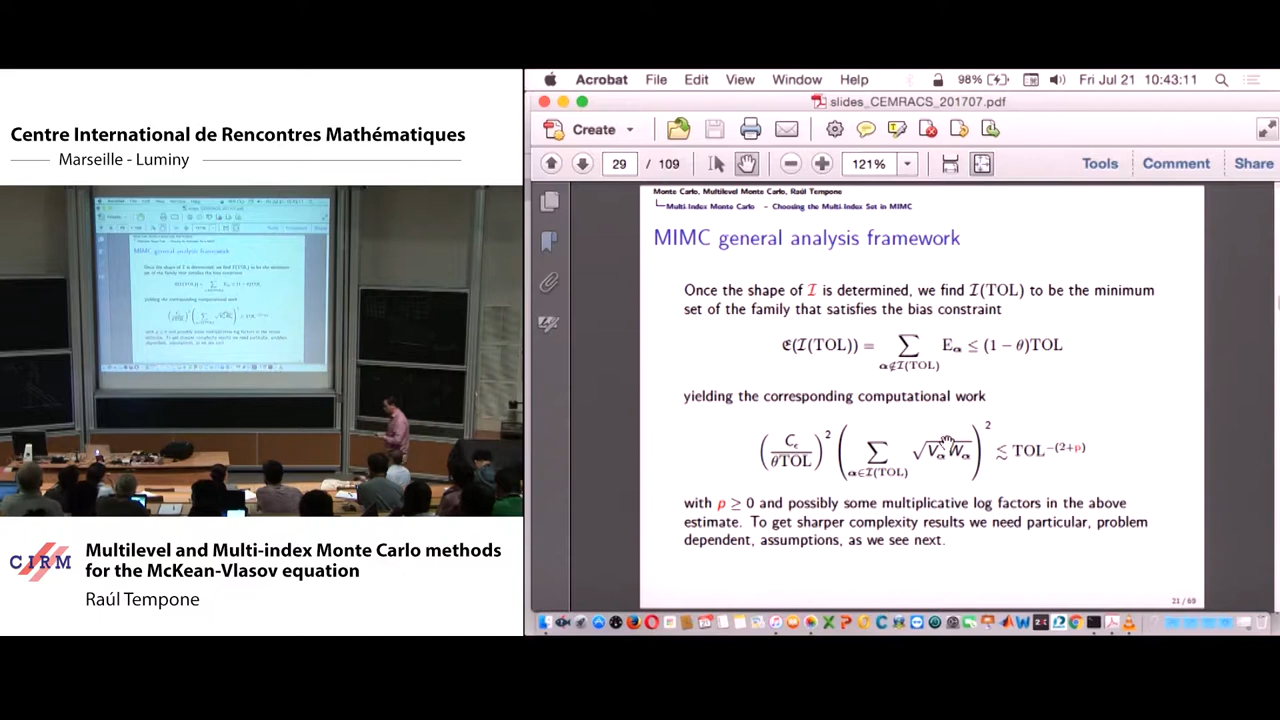 Centre International de Rencontres Mathématiques
Marseille - Luminy
CIRM
Multilevel and Multi-index Monte Carlo methods
for the McKean-Vlasov equation
Raúl Tempone
Acrobat File Edit View Window Help 98% Fri Jul 21 10:43:11
slides_CEMRACS_201707.pdf
Create
29 / 109 121% Tools Comment Share
Monte Carlo, Multilevel Monte Carlo, Raúl Tempone
Multi Index Monte Carlo - Choosing the Multi Index Set in MIMC
MIMC general analysis framework
Once the shape of I is determined, we find I(TOL) to be the minimum
set of the family that satisfies the bias constraint
𝕰(I(TOL)) = ∑_{α∉I(TOL)} E_α ≤ (1 − θ)TOL
yielding the corresponding computational work
(C_ϵ / θTOL)^2 (∑_{α∈I(TOL)} √(V_α W_α))^2 ≲ TOL^{−(2+p)}
with p ≥ 0 and possibly some multiplicative log factors in the above
estimate. To get sharper complexity results we need particular, problem
dependent, assumptions, as we see next.
21 / 69